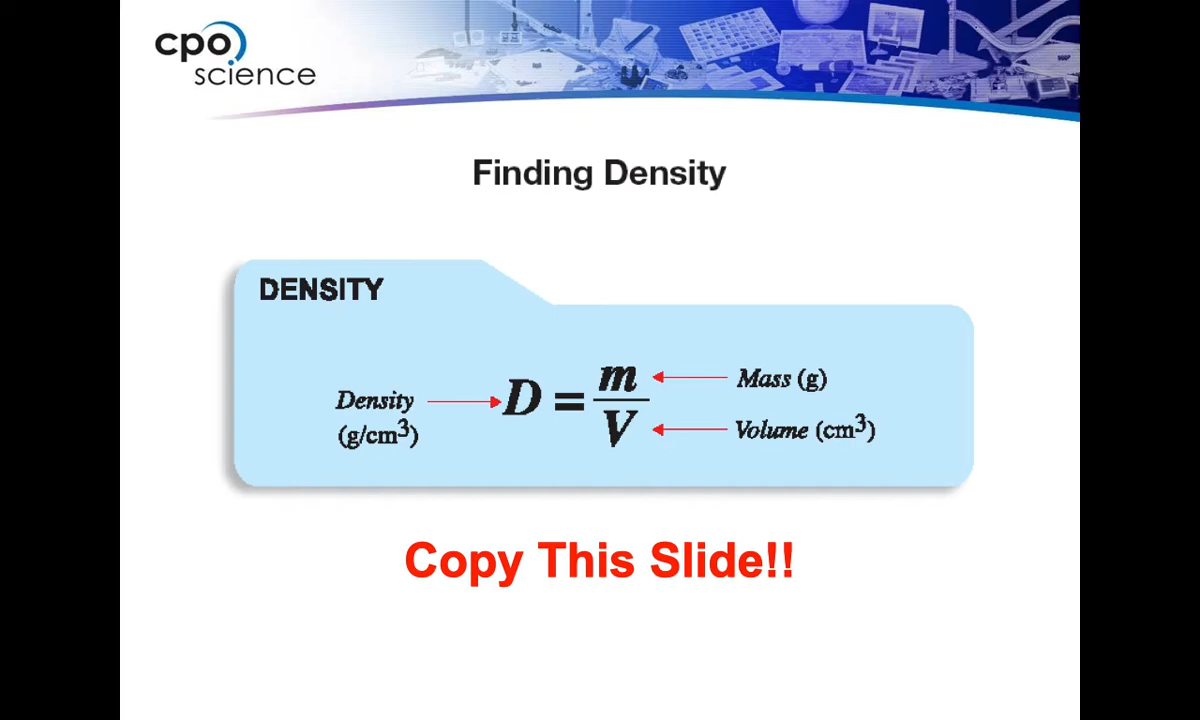 cpo
science
Finding Density
DENSITY
Density
(g/cm³)
D = m/V
Mass (g)
Volume (cm³)
Copy This Slide!!